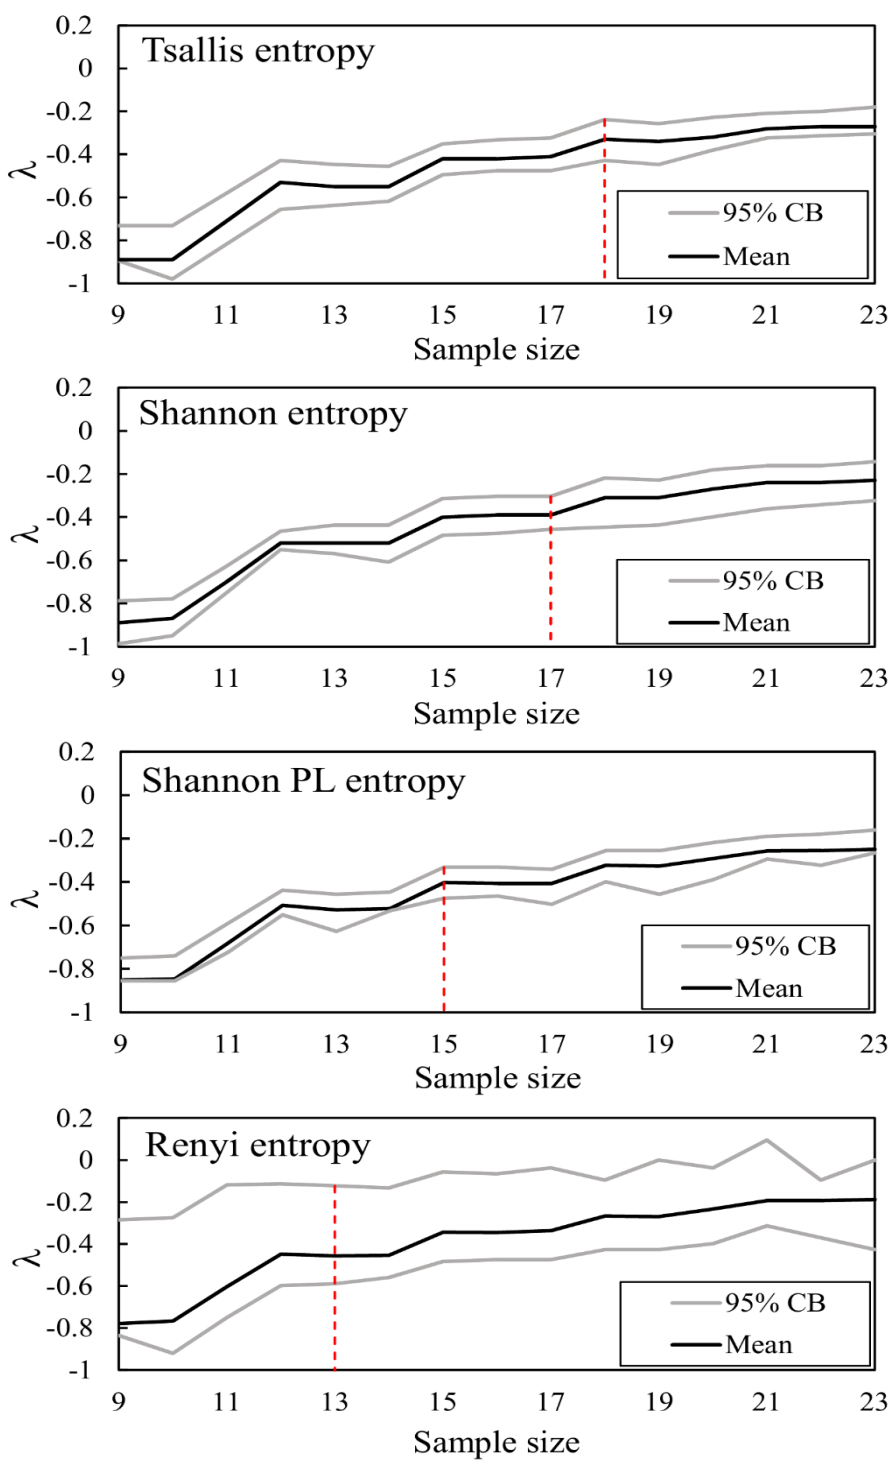 Tsallis entropy
0.2
0
-0.2
-0.4
-0.6
-0.8
-1
λ
95% CB
Mean
9 11 13 15 17 19 21 23
Sample size
Shannon entropy
0.2
0
-0.2
-0.4
-0.6
-0.8
-1
λ
95% CB
Mean
9 11 13 15 17 19 21 23
Sample size
Shannon PL entropy
0.2
0
-0.2
-0.4
-0.6
-0.8
-1
λ
95% CB
Mean
9 11 13 15 17 19 21 23
Sample size
Renyi entropy
0.2
0
-0.2
-0.4
-0.6
-0.8
-1
λ
95% CB
Mean
9 11 13 15 17 19 21 23
Sample size